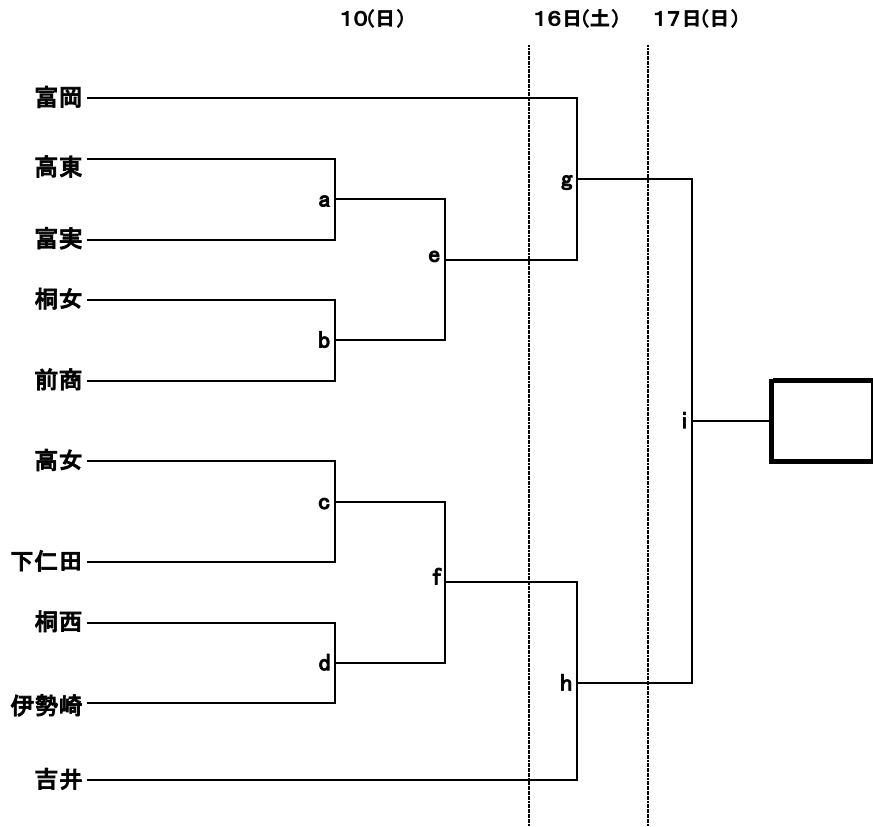 10(日) 16日(土) 17日(日)
富岡
高東
a
富実
g
e
桐女
b
前商
i
高女
c
下仁田
f
桐西
d
伊勢崎
h
吉井